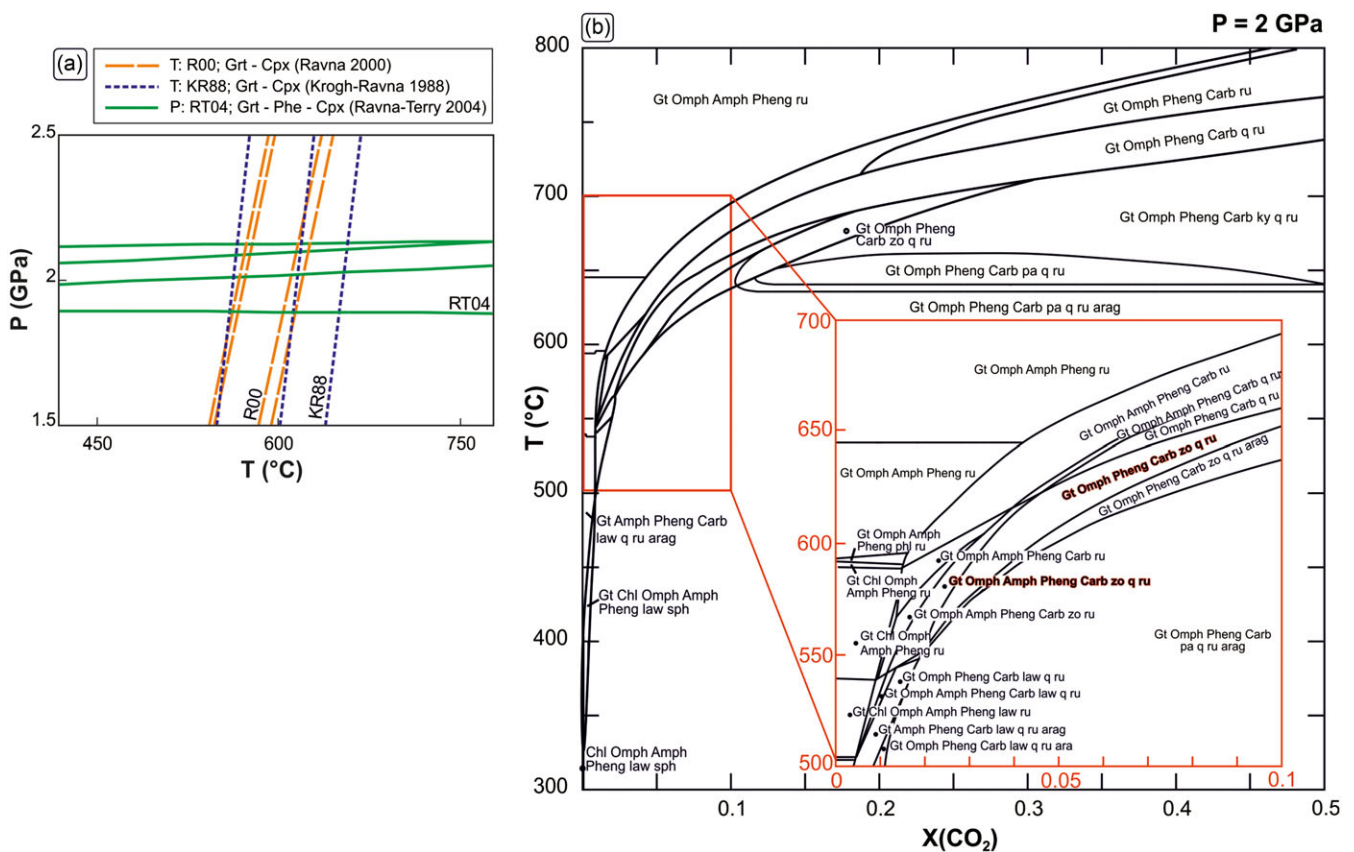 (a)
T: R00; Grt - Cpx (Ravna 2000)
T: KR88; Grt - Cpx (Krogh-Ravna 1988)
P: RT04; Grt - Phe - Cpx (Ravna-Terry 2004)
2.5
2
1.5
P (GPa)
RT04
R00
KR88
450
600
750
T (°C)
(b)
P = 2 GPa
800
700
600
500
400
300
T (°C)
Gt Omph Amph Pheng ru
Gt Omph Pheng Carb ru
Gt Omph Pheng Carb q ru
Gt Omph Pheng Carb ky q ru
Gt Omph Pheng
Carb zo q ru
Gt Omph Pheng Carb pa q ru
Gt Omph Pheng Carb pa q ru arag
Gt Amph Pheng Carb
law q ru arag
Gt Chl Omph Amph
Pheng law sph
Chl Omph Amph
Pheng law sph
0.1
0.2
0.3
0.4
0.5
X(CO₂)
700
650
600
550
500
Gt Omph Amph Pheng ru
Gt Omph Amph Pheng Carb ru
Gt Omph Amph Pheng Carb q ru
Gt Omph Pheng Carb q ru
Gt Omph Pheng Carb zo q ru
Gt Omph Pheng Carb zo q ru arag
Gt Omph Amph Pheng ru
Gt Omph Amph
Pheng phl ru
Gt Omph Amph Pheng Carb ru
Gt Chl Omph
Amph Pheng ru
Gt Omph Amph Pheng Carb zo q ru
Gt Omph Amph Pheng Carb zo ru
Gt Chl Omph
Amph Pheng ru
Gt Omph Pheng Carb
pa q ru arag
Gt Omph Pheng Carb law q ru
Gt Omph Amph Pheng Carb law q ru
Gt Chl Omph Amph Pheng law ru
Gt Amph Pheng Carb law q ru arag
Gt Omph Pheng Carb law q ru ara
0
0.05
0.1